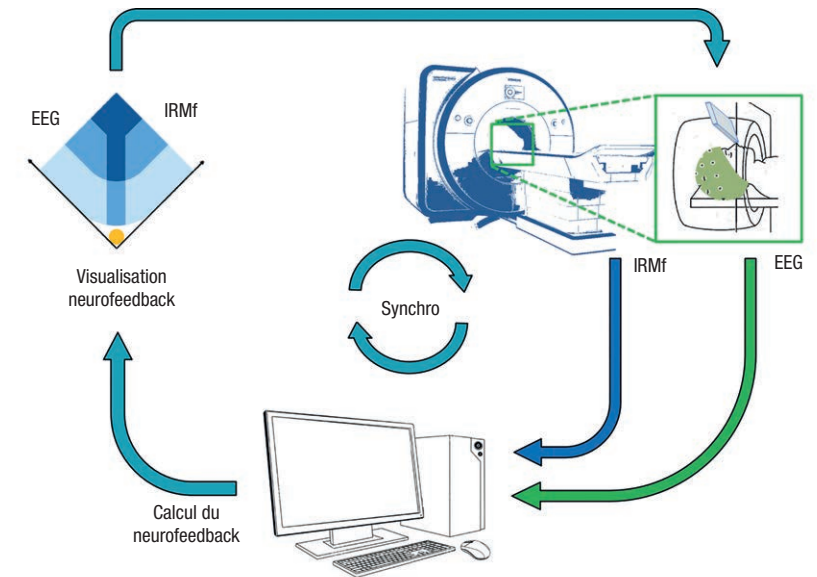 EEG
IRMf
Visualisation
neurofeedback
Synchro
IRMf
EEG
Calcul du
neurofeedback